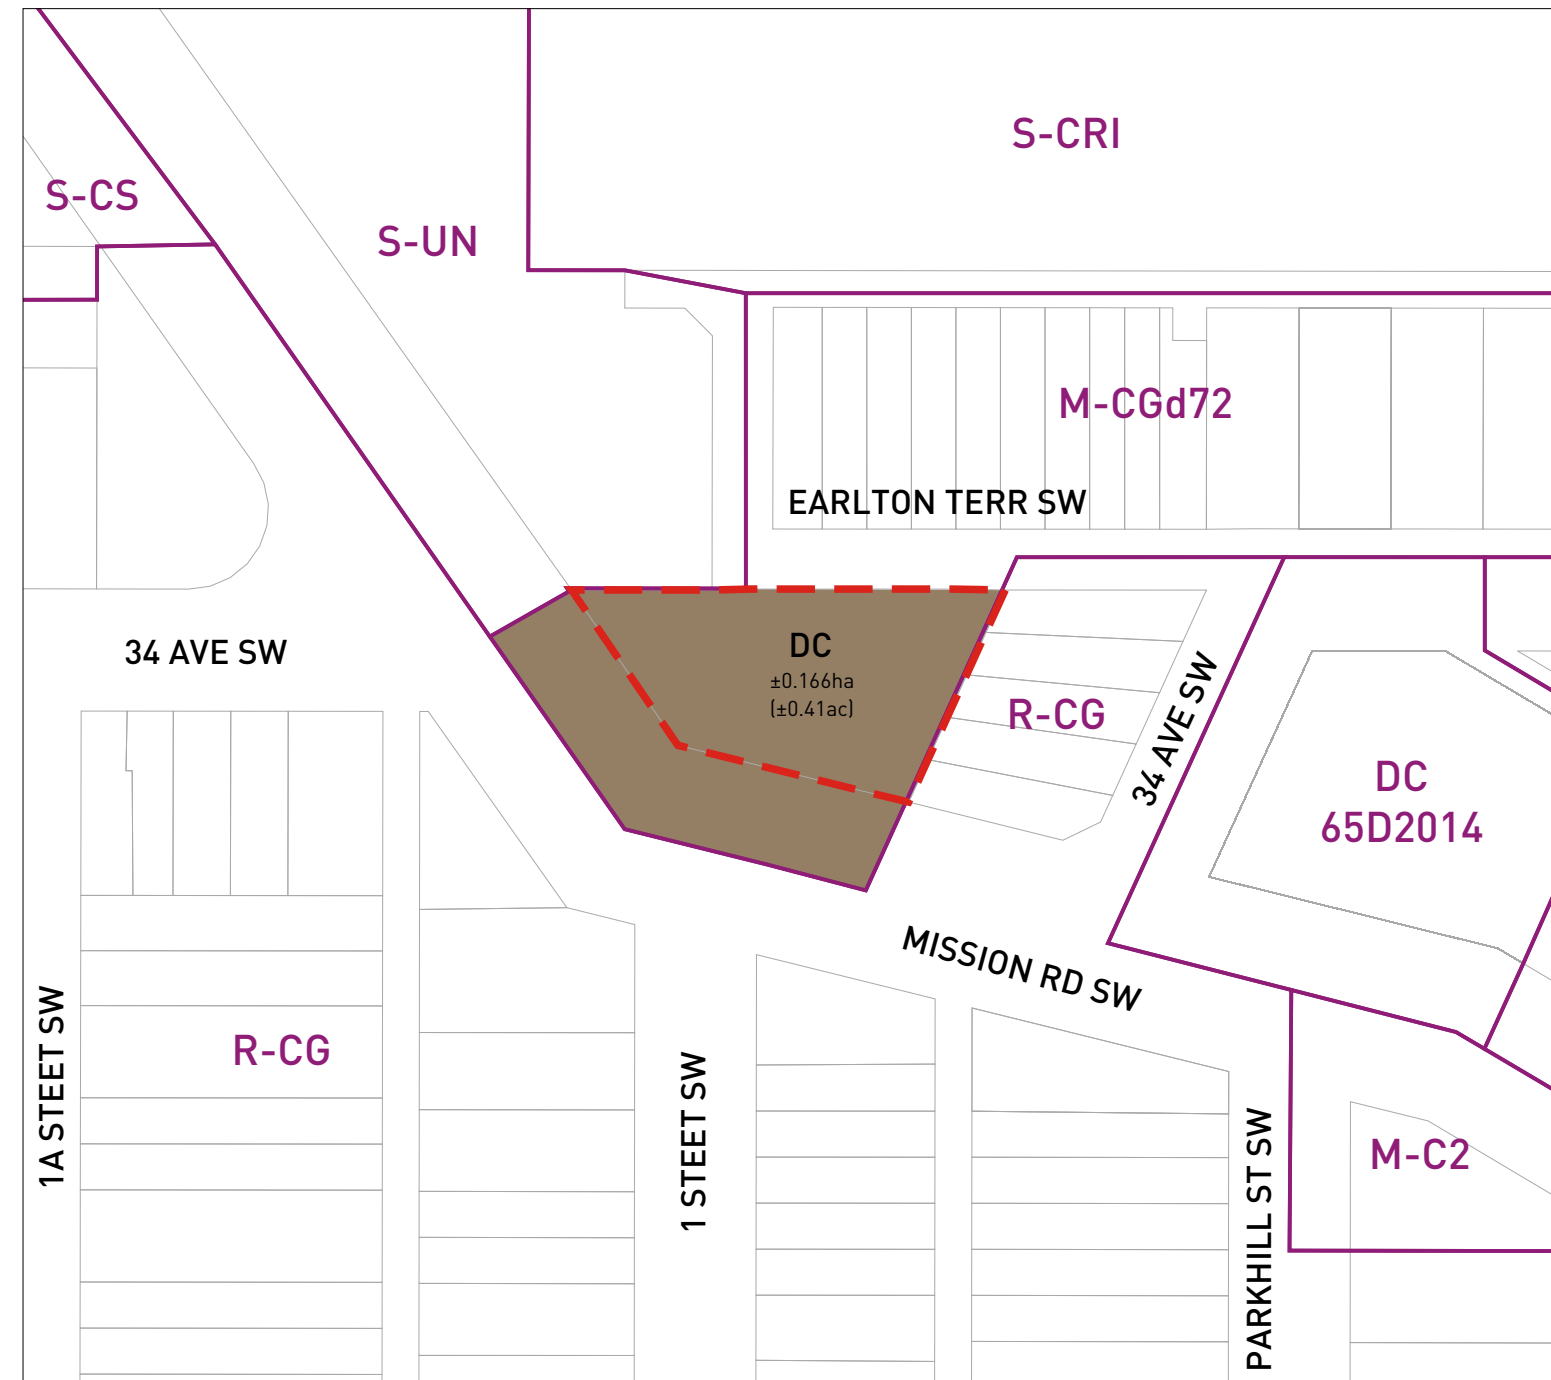 S-CRI
S-CS
S-UN
M-CGd72
EARLTON TERR SW
34 AVE SW
DC
±0.166ha
(±0.41ac)
R-CG
34 AVE SW
DC
65D2014
MISSION RD SW
R-CG
1A STEET SW
1 STEET SW
PARKHILL ST SW
M-C2